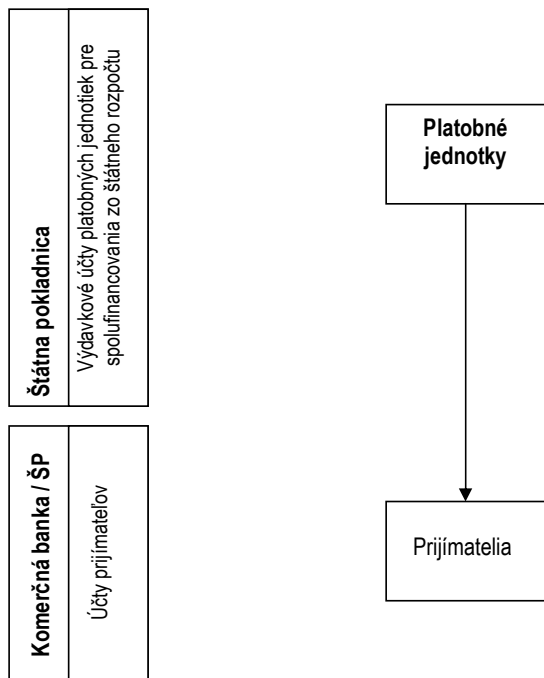 Štátna pokladnica
Výdavkové účty platobných jednotiek pre
spolufinancovania zo štátneho rozpočtu
Platobné
jednotky
Komerčná banka / ŠP
Účty prijímateľov
Prijímatelia